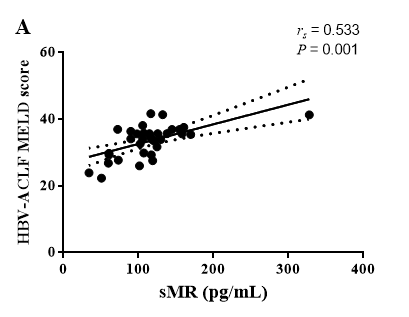 A
rs = 0.533
P = 0.001
HBV-ACLF MELD score
60
40
20
0
0 100 200 300 400
sMR (pg/mL)